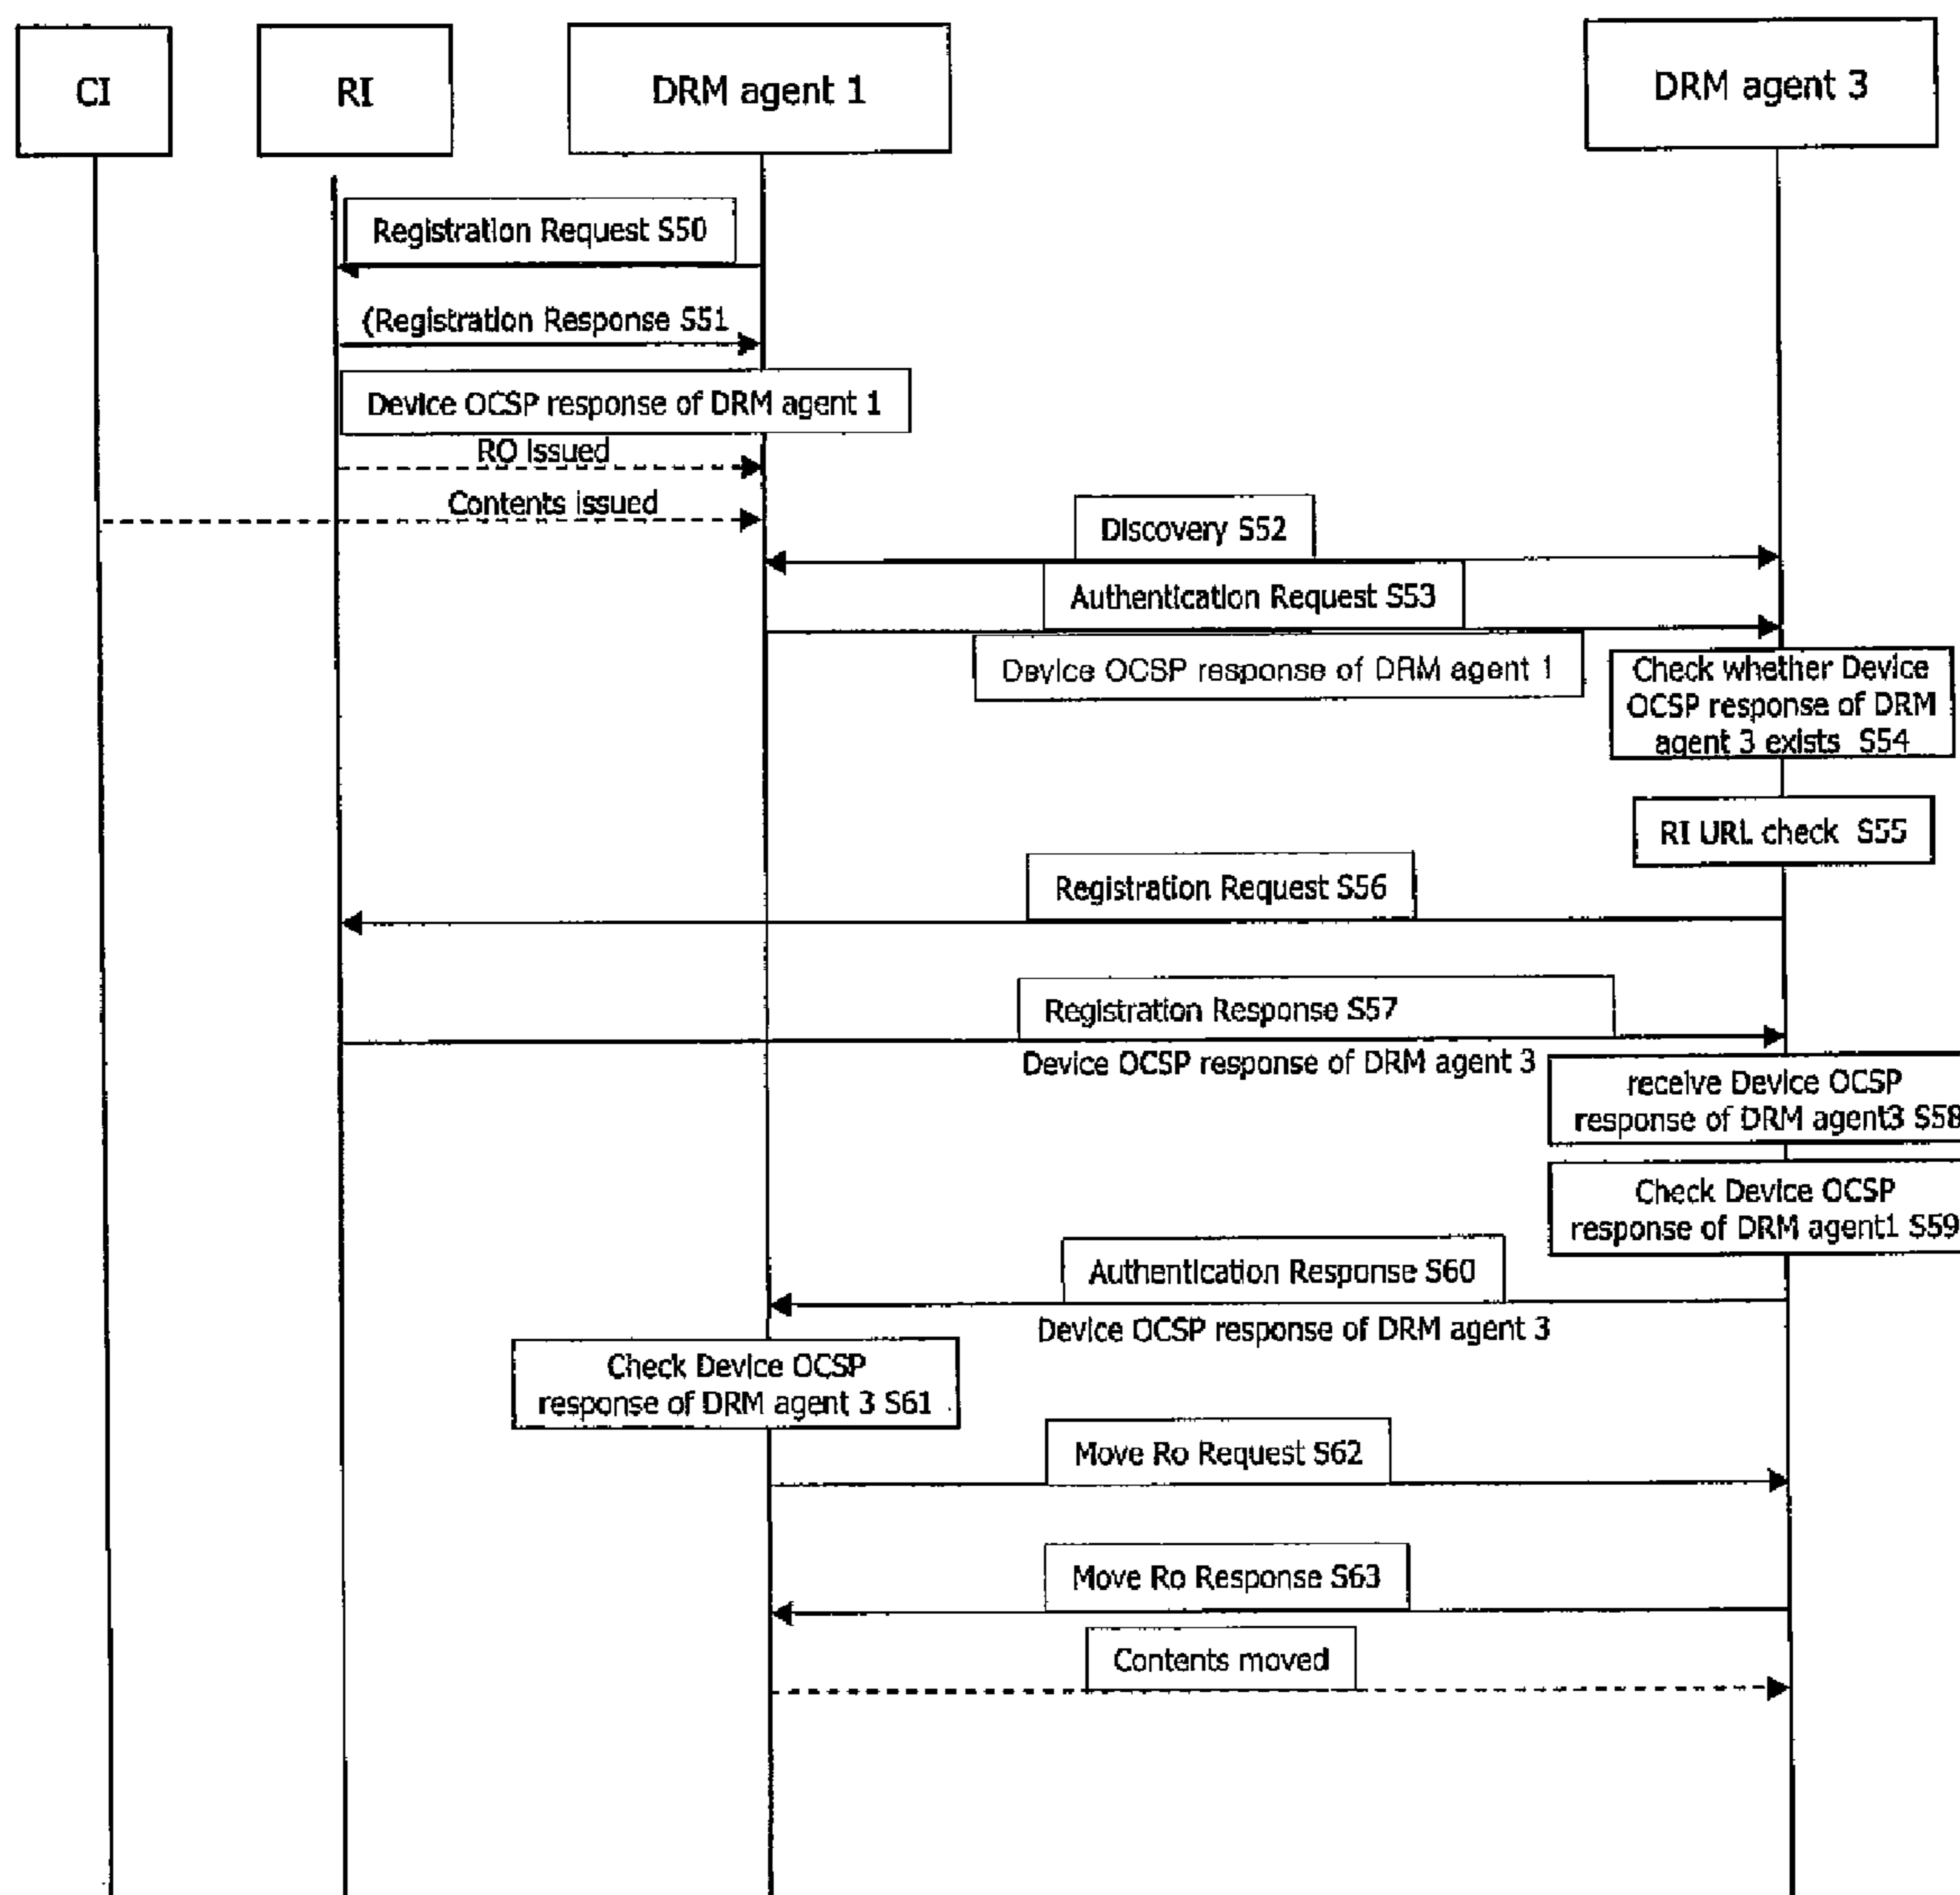 CI
RI
DRM agent 1
DRM agent 3
Registration Request S50
(Registration Response S51
Device OCSP response of DRM agent 1
RO issued
Contents issued
Discovery S52
Authentication Request S53
Device OCSP response of DRM agent 1
Check whether Device
OCSP response of DRM
agent 3 exists S54
RI URL check S55
Registration Request S56
Registration Response S57
Device OCSP response of DRM agent 3
receive Device OCSP
response of DRM agent3 S58
Check Device OCSP
response of DRM agent1 S59
Authentication Response S60
Device OCSP response of DRM agent 3
Check Device OCSP
response of DRM agent 3 S61
Move Ro Request S62
Move Ro Response S63
Contents moved